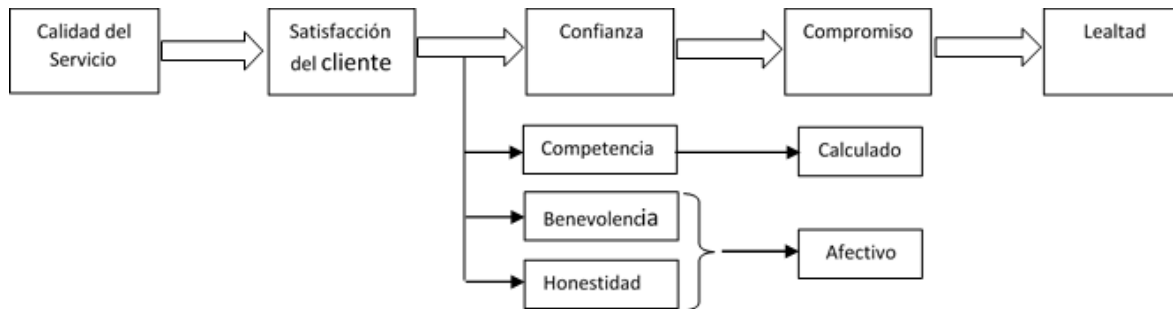 Calidad del
Servicio
Satisfacción
del cliente
Confianza
Compromiso
Lealtad
Competencia
Calculado
Benevolencia
Afectivo
Honestidad